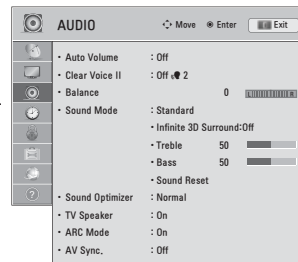 AUDIO Move Enter Exit
• Auto Volume : Off
• Clear Voice II : Off 2
• Balance 0 L R
• Sound Mode : Standard
• Infinite 3D Surround:Off
• Treble 50
• Bass 50
• Sound Reset
• Sound Optimizer : Normal
• TV Speaker : On
• ARC Mode : On
• AV Sync. : Off
?